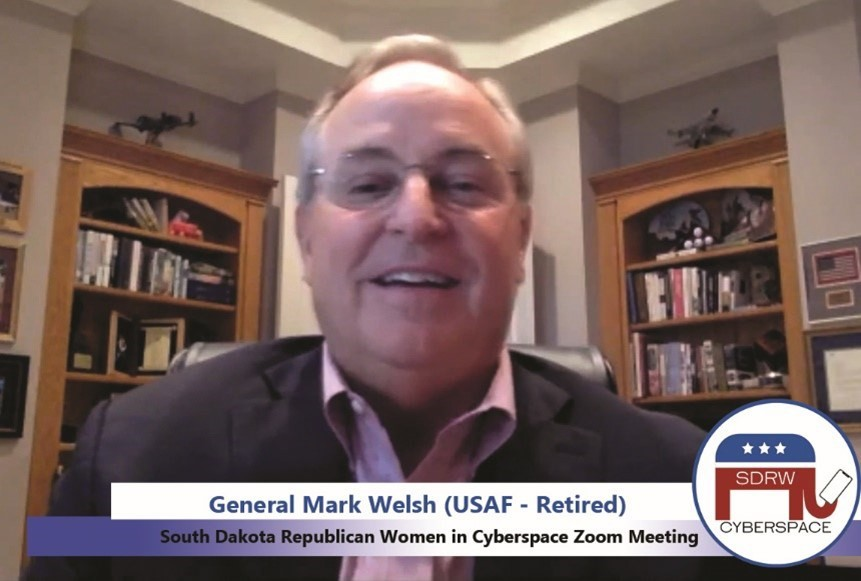 General Mark Welsh (USAF - Retired)
South Dakota Republican Women in Cyberspace Zoom Meeting
SDRW
CYBERSPACE